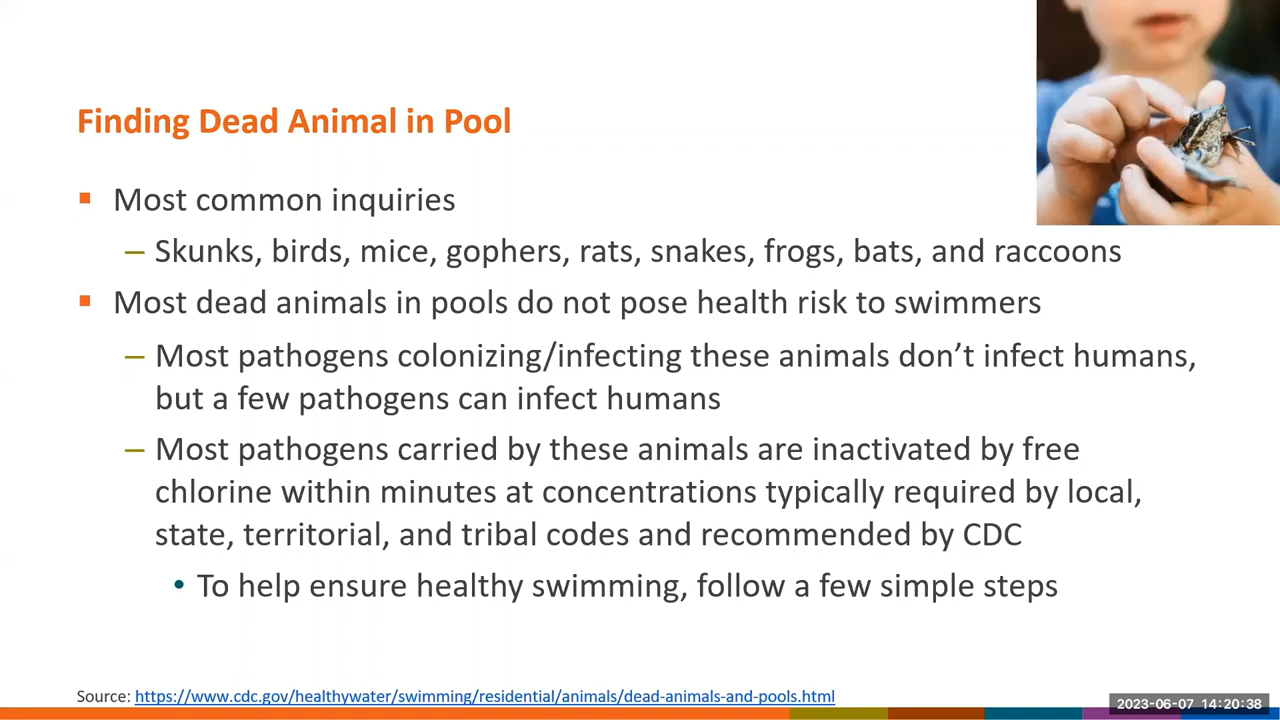 Finding Dead Animal in Pool
Most common inquiries
– Skunks, birds, mice, gophers, rats, snakes, frogs, bats, and raccoons
Most dead animals in pools do not pose health risk to swimmers
– Most pathogens colonizing/infecting these animals don’t infect humans,
but a few pathogens can infect humans
– Most pathogens carried by these animals are inactivated by free
chlorine within minutes at concentrations typically required by local,
state, territorial, and tribal codes and recommended by CDC
• To help ensure healthy swimming, follow a few simple steps
Source: https://www.cdc.gov/healthywater/swimming/residential/animals/dead-animals-and-pools.html
2023-06-07 14:20:38